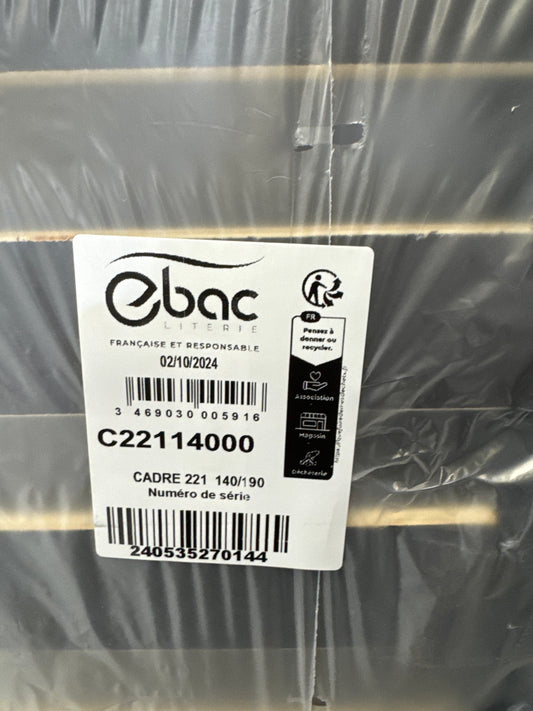 ebac
LITERIE
FRANÇAISE ET RESPONSABLE
02/10/2024
3 469030 005916
C22114000
CADRE 221 140/190
Numéro de série
240535270144
FR
Pensez à
donner ou
recycler.
Association
Magasin
Déchèterie